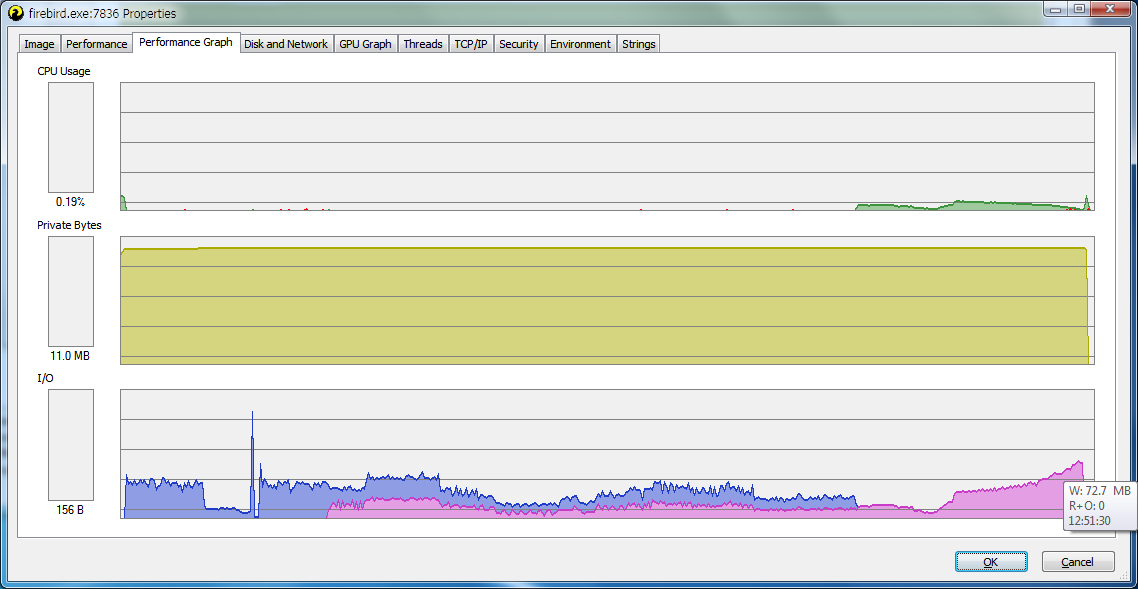 firebird.exe:7836 Properties
Image Performance Performance Graph Disk and Network GPU Graph Threads TCP/IP Security Environment Strings
CPU Usage
0.19%
Private Bytes
11.0 MB
I/O
156 B
W: 72.7 MB
R+O: 0
12:51:30
OK Cancel